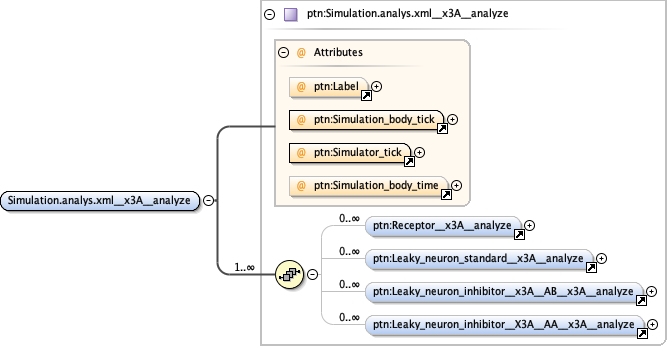 ptn:Simulation.analys.xml__x3A__analyze
@ Attributes
@ ptn:Label
@ ptn:Simulation_body_tick
@ ptn:Simulator_tick
@ ptn:Simulation_body_time
Simulation.analys.xml__x3A__analyze
1..∞
0..∞ ptn:Receptor__x3A__analyze
0..∞ ptn:Leaky_neuron_standard__x3A__analyze
0..∞ ptn:Leaky_neuron_inhibitor__x3A__AB__x3A__analyze
0..∞ ptn:Leaky_neuron_inhibitor__X3A__AA__x3A__analyze